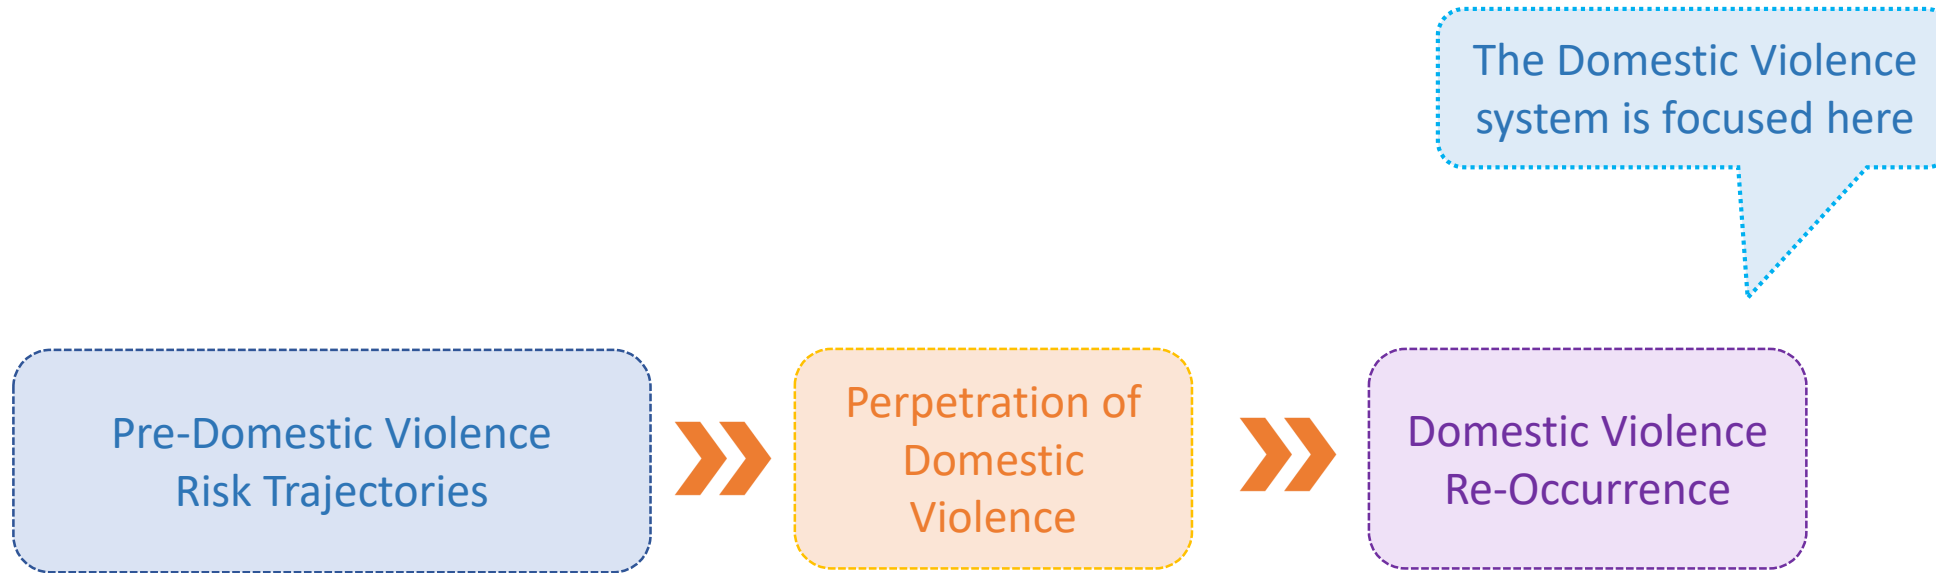 The Domestic Violence
system is focused here
Pre-Domestic Violence
Risk Trajectories
Perpetration of
Domestic
Violence
Domestic Violence
Re-Occurrence